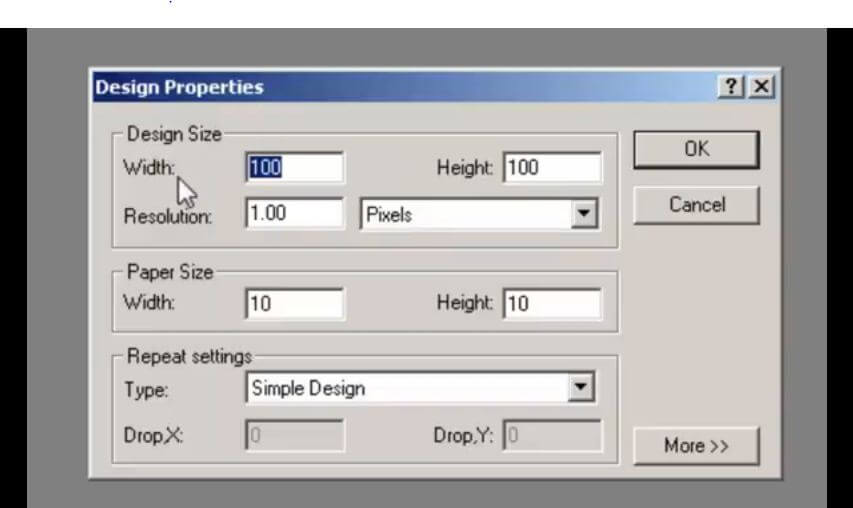 Design Properties
Design Size
Width: 100 Height: 100
OK
Resolution: 1.00 Pixels
Cancel
Paper Size
Width: 10 Height: 10
Repeat settings
Type: Simple Design
Drop,X: 0 Drop,Y: 0
More >>